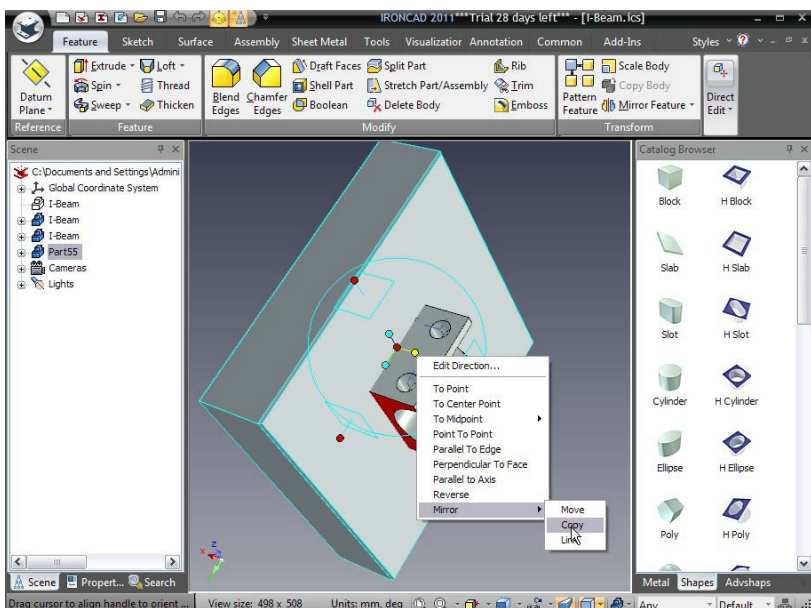 IRONCAD 2011***Trial 28 days left*** - [I-Beam.ics]
Feature Sketch Surface Assembly Sheet Metal Tools Visualization Annotation Common Add-Ins Styles
Extrude Loft Draft Faces Split Part Rib Scale Body
Spin Thread Shell Part Stretch Part/Assembly Trim Copy Body
Datum Plane Sweep Thicken Blend Edges Chamfer Edges Boolean Delete Body Emboss Pattern Feature Mirror Feature Direct Edit
Reference Feature Modify Transform
Scene Catalog Browser
C:\Documents and Settings\Admini
Global Coordinate System
I-Beam
I-Beam
I-Beam
Part55
Cameras
Lights
Edit Direction...
To Point
To Center Point
To Midpoint
Point To Point
Parallel To Edge
Perpendicular To Face
Parallel to Axis
Reverse
Mirror
Move
Copy
Link
Block H Block
Slab H Slab
Slot H Slot
Cylinder H Cylinder
Ellipse H Ellipse
Poly H Poly
Scene Propert... Search Metal Shapes Advshaps
Drag cursor to align handle to orient ... View size: 498 x 508 Units: mm, deg Any Default